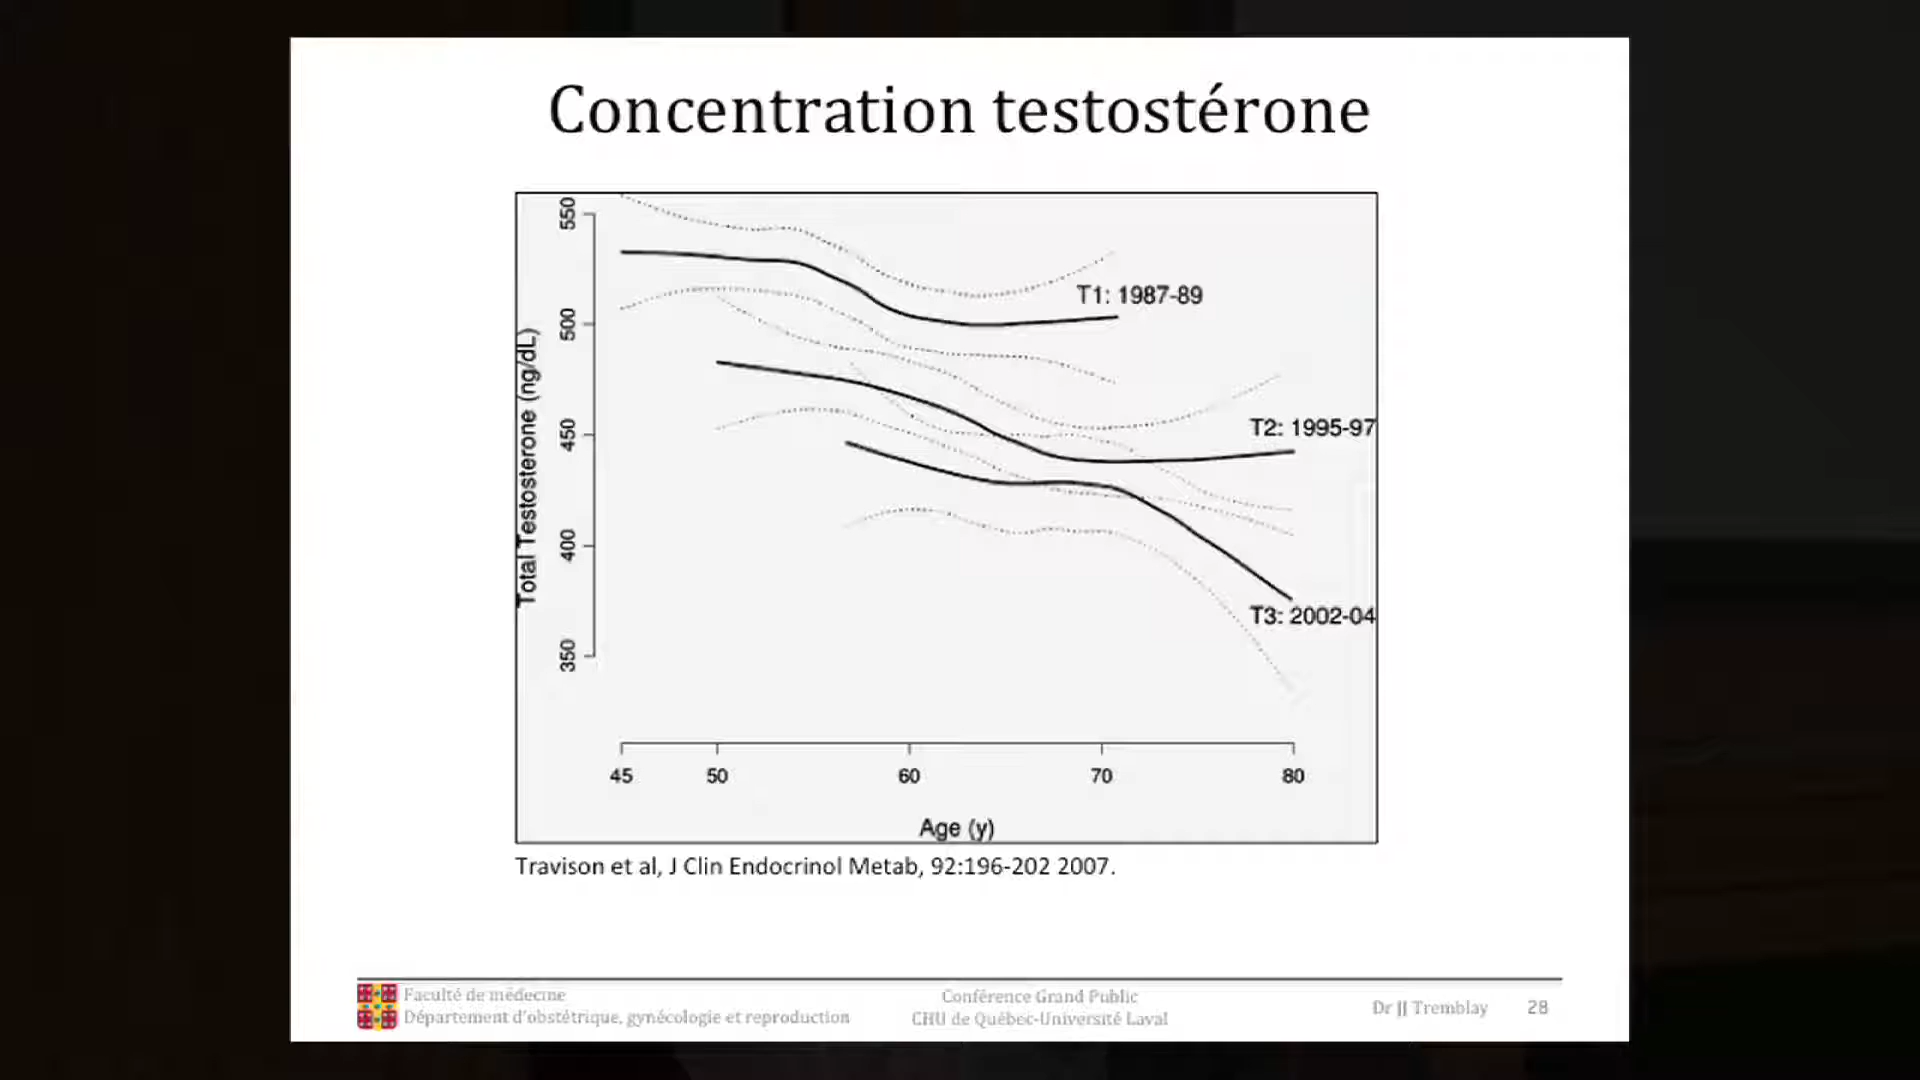 Concentration testostérone
550
500
450
400
350
Total Testosterone (ng/dL)
T1: 1987-89
T2: 1995-97
T3: 2002-04
45 50 60 70 80
Age (y)
Travison et al, J Clin Endocrinol Metab, 92:196-202 2007.
Faculté de médecine
Département d'obstétrique, gynécologie et reproduction
Conférence Grand Public
CHU de Québec-Université Laval
Dr JJ Tremblay 28